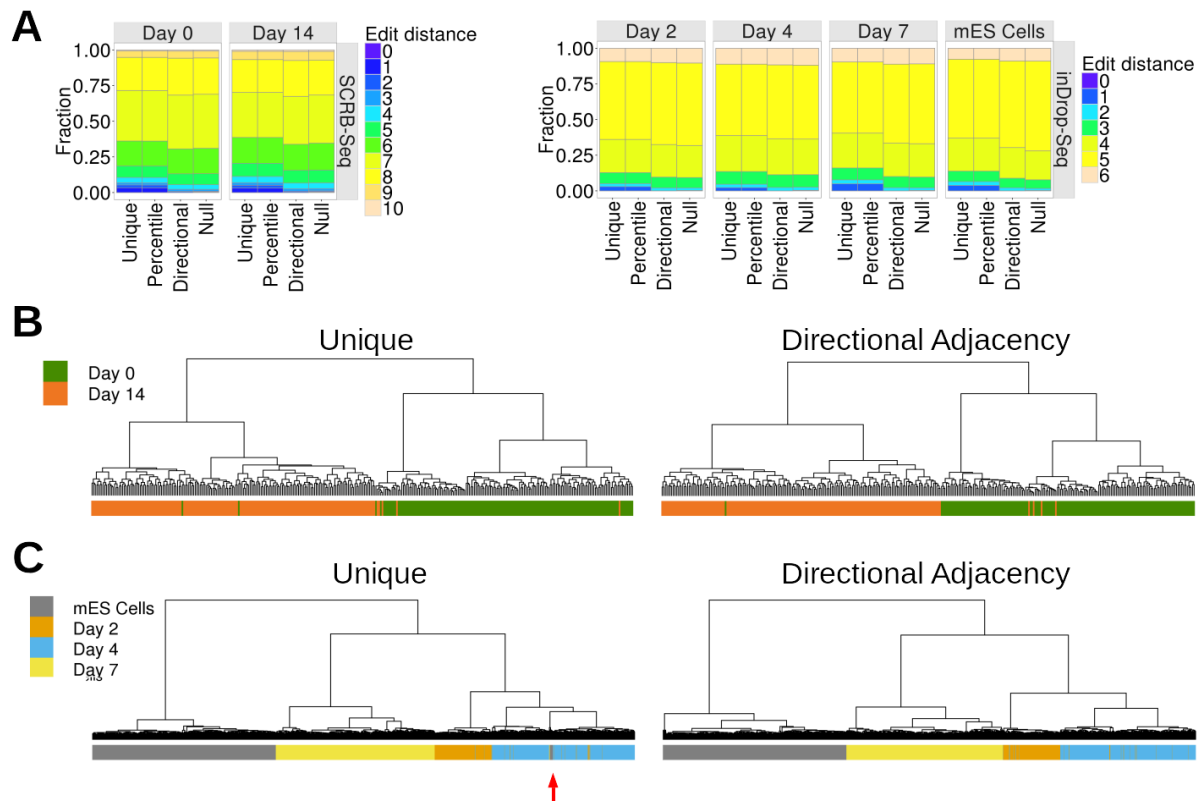 A
Day 0 Day 14
Edit distance
1.00
0.75
0.50
0.25
0.00
Fraction
SCRB-Seq
0
1
2
3
4
5
6
7
8
9
10
Unique Percentile Directional Null Unique Percentile Directional Null
Day 2 Day 4 Day 7 mES Cells
Edit distance
1.00
0.75
0.50
0.25
0.00
Fraction
inDrop-Seq
0
1
2
3
4
5
6
Unique Percentile Directional Null Unique Percentile Directional Null Unique Percentile Directional Null Unique Percentile Directional Null
B
Unique Directional Adjacency
Day 0
Day 14
C
Unique Directional Adjacency
mES Cells
Day 2
Day 4
Day 7